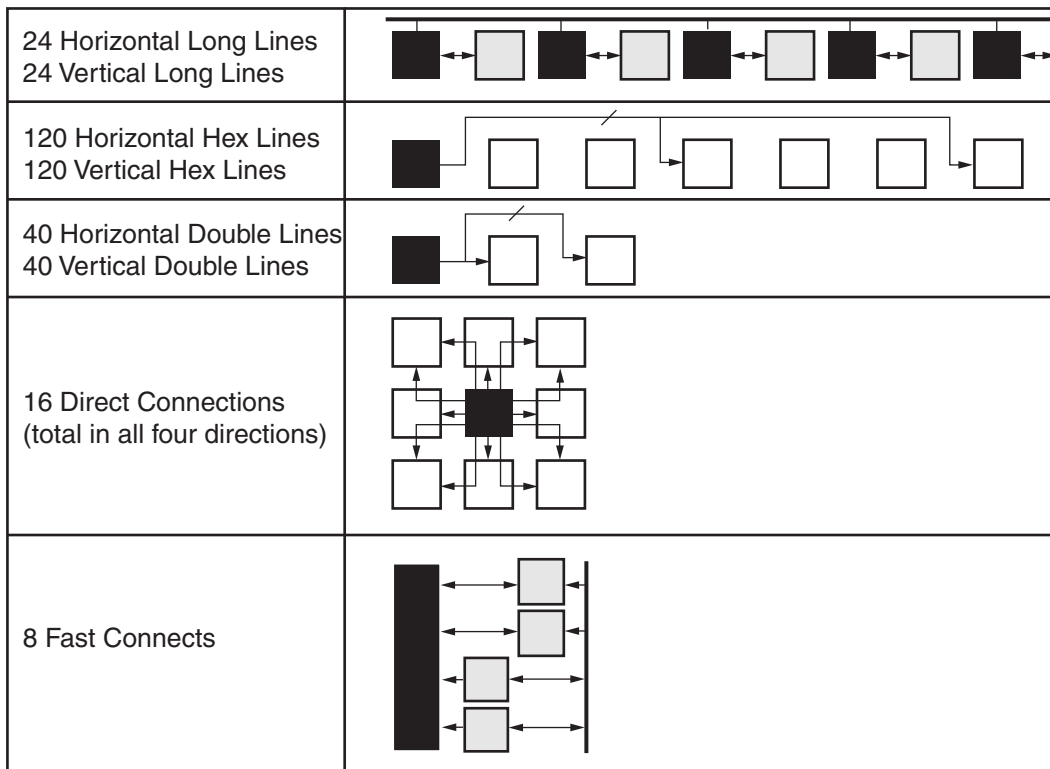 24 Horizontal Long Lines
24 Vertical Long Lines
120 Horizontal Hex Lines
120 Vertical Hex Lines
40 Horizontal Double Lines
40 Vertical Double Lines
16 Direct Connections
(total in all four directions)
8 Fast Connects